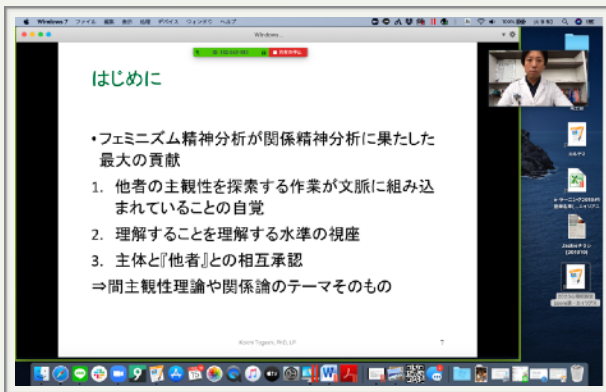 Windows 7 ファイル 編集 表示 処理 デバイス ウィンドウ ヘルプ
Windows...
はじめに
•フェミニズム精神分析が関係精神分析に果たした
最大の貢献
1. 他者の主観性を探索する作業が文脈に組み込
まれていることの自覚
2. 理解することを理解する水準の視座
3. 主体と『他者』との相互承認
⇒間主観性理論や関係論のテーマそのもの
Koichi Togashi, PhD, LP
7